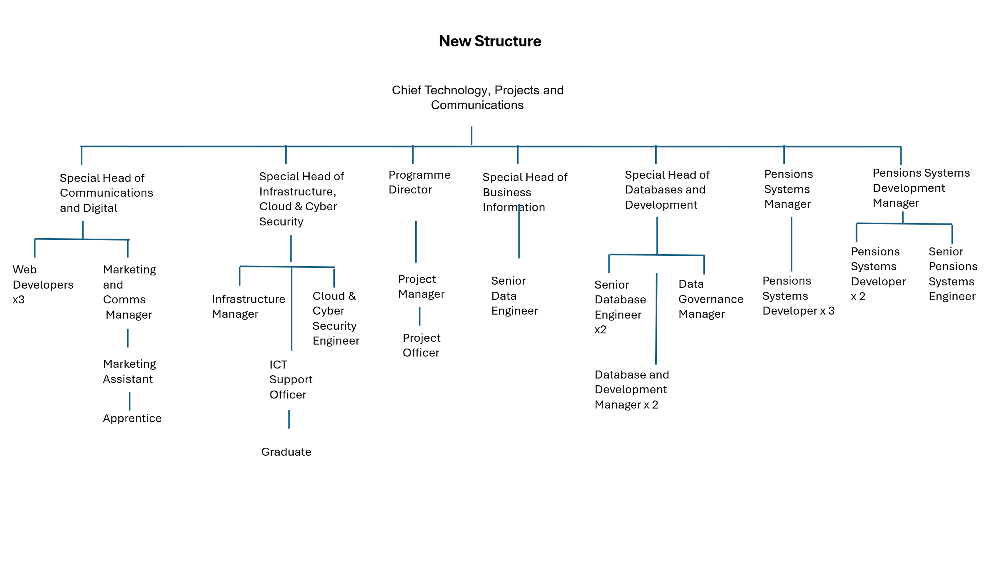 New Structure
Chief Technology, Projects and
Communications
Special Head of
Communications
and Digital
Special Head of
Infrastructure,
Cloud & Cyber
Security
Programme
Director
Special Head of
Business
Information
Special Head of
Databases and
Development
Pensions
Systems
Manager
Pensions Systems
Development
Manager
Web
Developers
x3
Marketing
and
Comms
Manager
Infrastructure
Manager
Cloud &
Cyber
Security
Engineer
Project
Manager
Senior
Data
Engineer
Senior
Database
Engineer
x2
Data
Governance
Manager
Pensions
Systems
Developer x 3
Pensions
Systems
Developer
x 2
Senior
Pensions
Systems
Engineer
Marketing
Assistant
ICT
Support
Officer
Project
Officer
Database and
Development
Manager x 2
Apprentice
Graduate